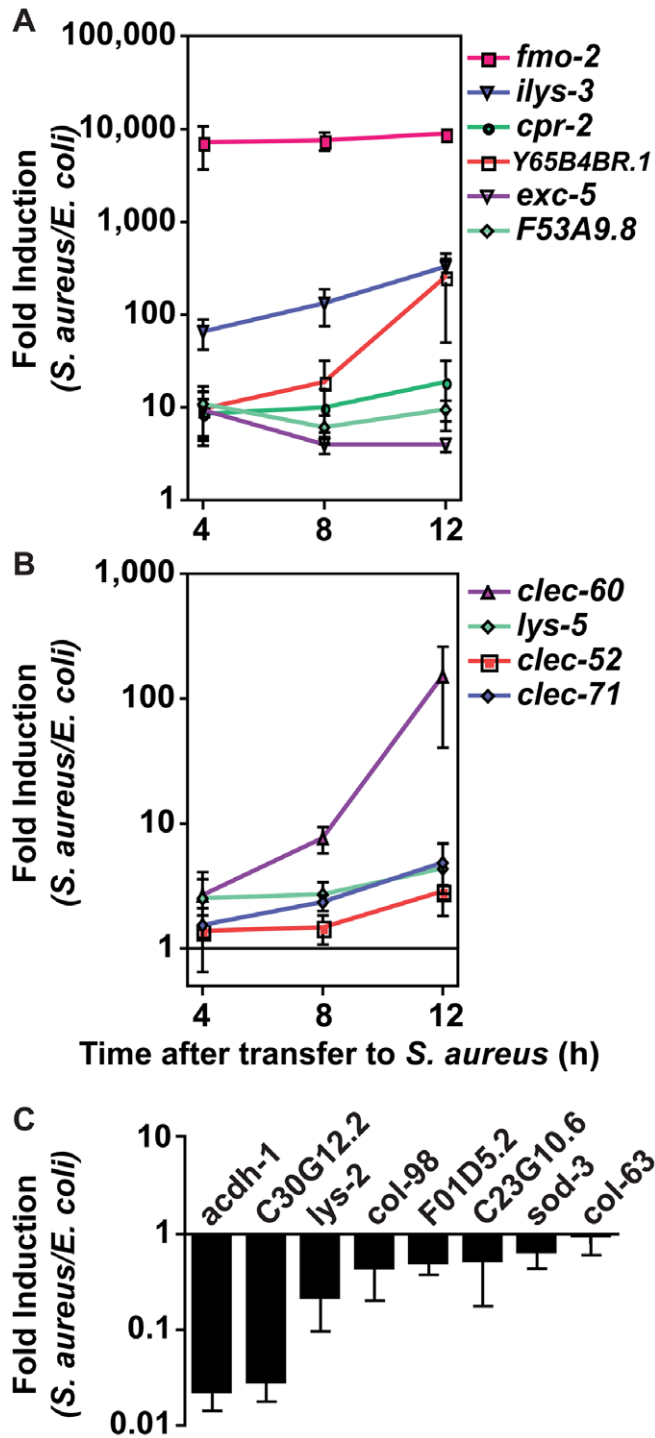 A
Fold Induction
(S. aureus/E. coli)
100,000
10,000
1,000
100
10
1
4 8 12
fmo-2
ilys-3
cpr-2
Y65B4BR.1
exc-5
F53A9.8
B
Fold Induction
(S. aureus/E. coli)
1,000
100
10
1
4 8 12
clec-60
lys-5
clec-52
clec-71
Time after transfer to S. aureus (h)
C
Fold Induction
(S. aureus/E. coli)
10
1
0.1
0.01
acdh-1
C30G12.2
lys-2
col-98
F01D5.2
C23G10.6
sod-3
col-63